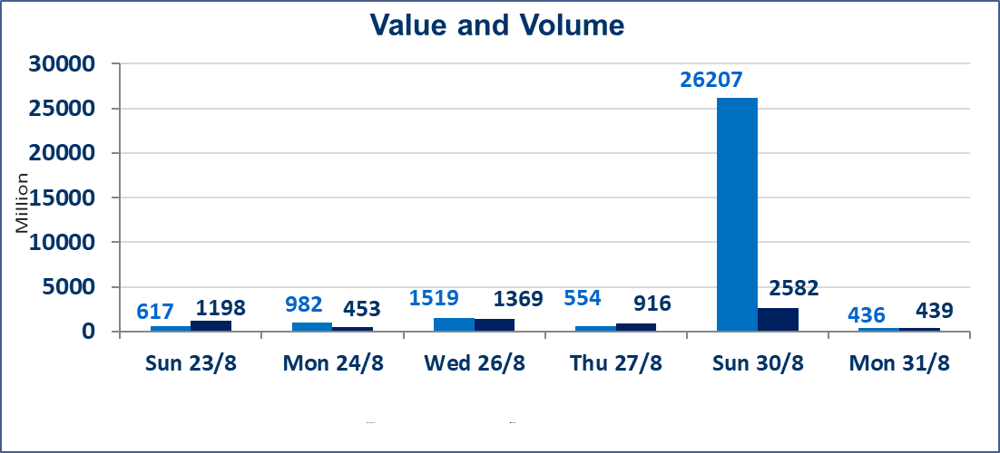 Value and Volume
30000
25000
20000
15000
10000
5000
0
Million
617 1198 982 453 1519 1369 554 916 26207 2582 436 439
Sun 23/8 Mon 24/8 Wed 26/8 Thu 27/8 Sun 30/8 Mon 31/8